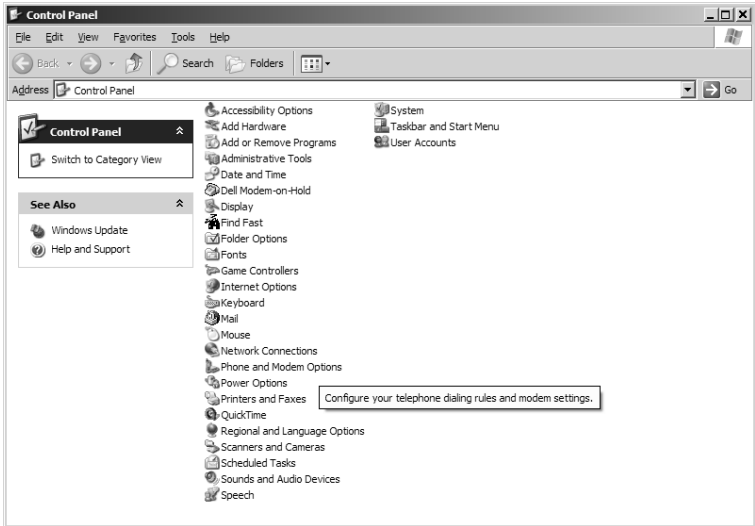 Control Panel
File Edit View Favorites Tools Help
Back Search Folders
Address Control Panel Go
Control Panel
Switch to Category View
See Also
Windows Update
Help and Support
Accessibility Options
Add Hardware
Add or Remove Programs
Administrative Tools
Date and Time
Dell Modem-on-Hold
Display
Find Fast
Folder Options
Fonts
Game Controllers
Internet Options
Keyboard
Mail
Mouse
Network Connections
Phone and Modem Options
Power Options
Printers and Faxes
Configure your telephone dialing rules and modem settings.
QuickTime
Regional and Language Options
Scanners and Cameras
Scheduled Tasks
Sounds and Audio Devices
Speech
System
Taskbar and Start Menu
User Accounts